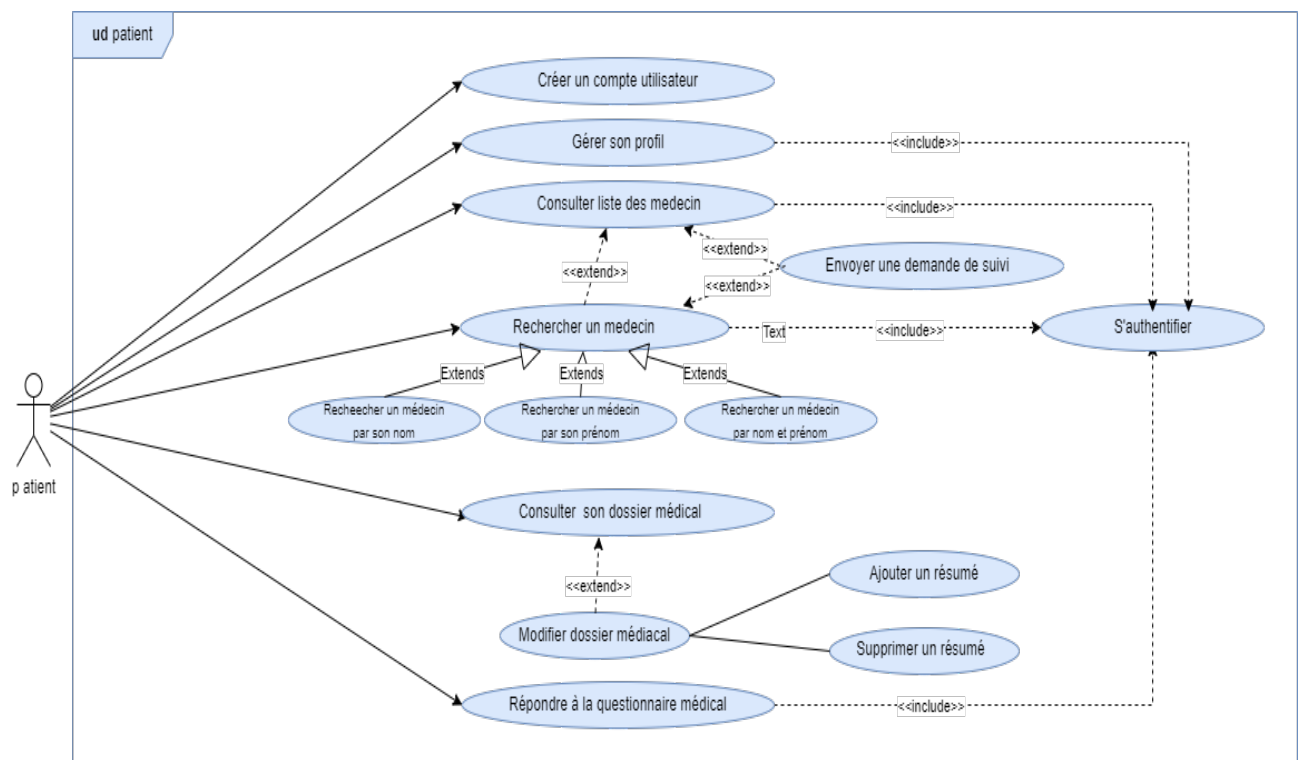 ud patient
Créer un compte utilisateur
Gérer son profil
<<include>>
Consulter liste des medecin
<<include>>
<<extend>>
Envoyer une demande de suivi
<<extend>>
<<extend>>
Rechercher un medecin
Text
<<include>>
S'authentifier
Extends
Extends
Extends
Recheecher un médecin
par son nom
Rechercher un médecin
par son prénom
Rechercher un médecin
par nom et prénom
p atient
Consulter son dossier médical
<<extend>>
Ajouter un résumé
Modifier dossier médiacal
Supprimer un résumé
Répondre à la questionnaire médical
<<include>>